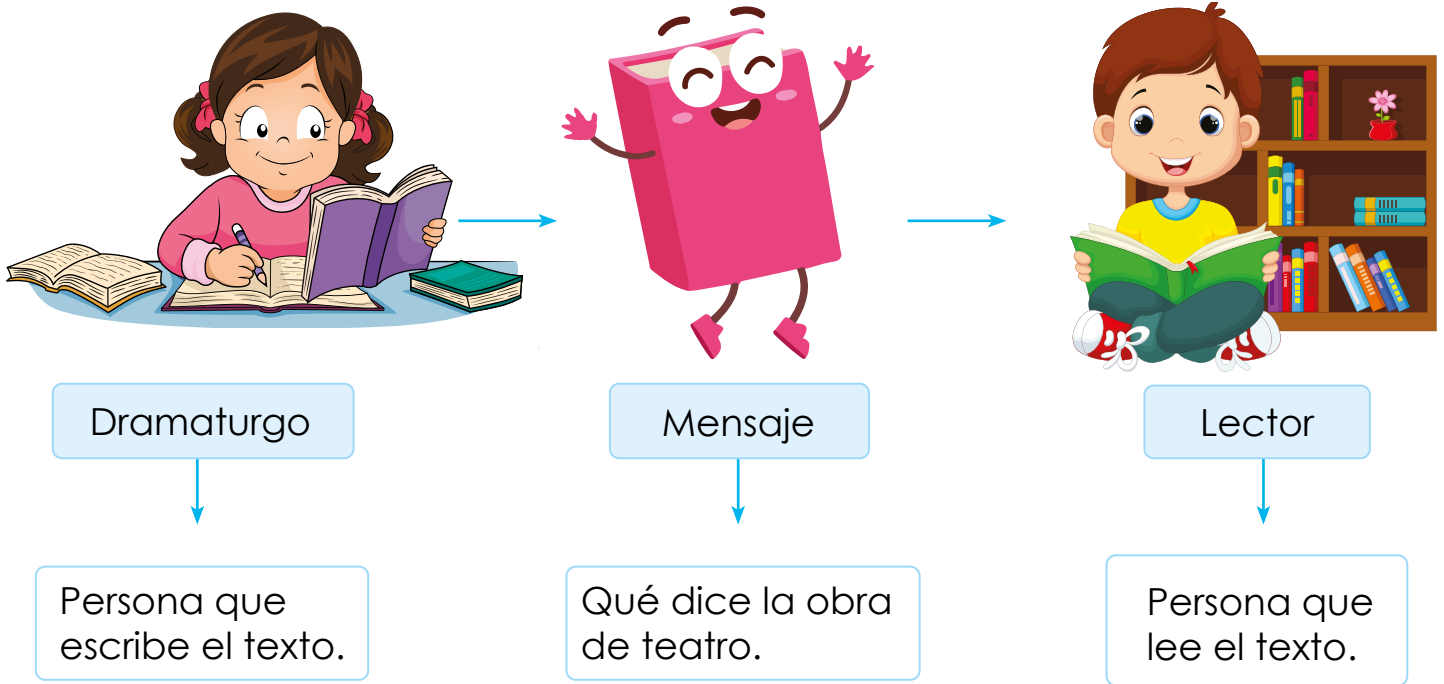 Dramaturgo
Mensaje
Lector
Persona que
escribe el texto.
Qué dice la obra
de teatro.
Persona que
lee el texto.